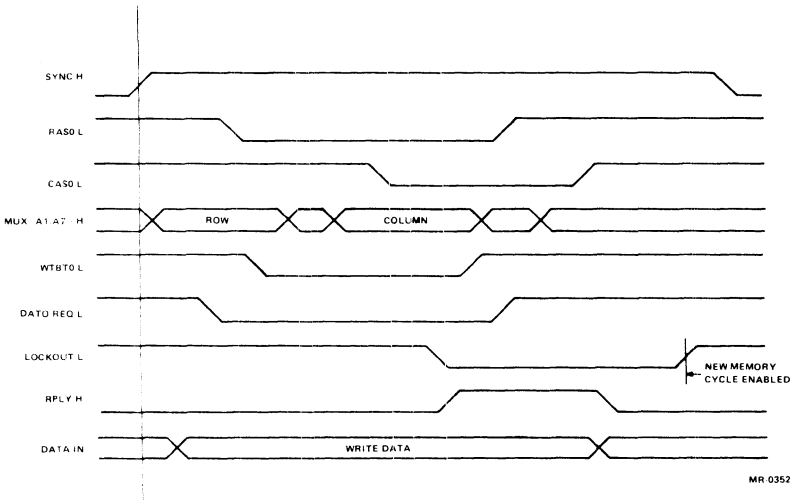 SYNC H
RAS0 L
CAS0 L
MUX A1-A7 H
ROW
COLUMN
WTBT0 L
DATO REQ L
LOCKOUT L
NEW MEMORY
CYCLE ENABLED
RPLY H
DATA IN
WRITE DATA
MR-0352